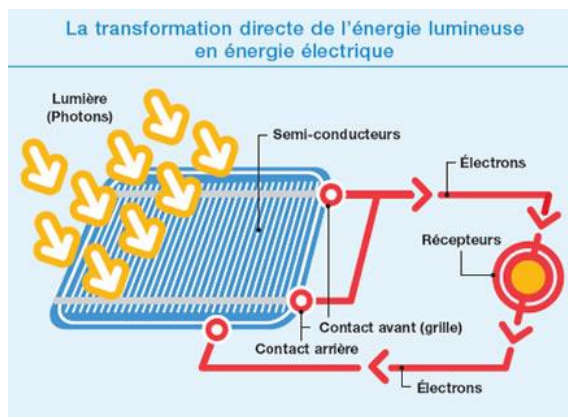 La transformation directe de l'énergie lumineuse
en énergie électrique
Lumière
(Photons)
Semi-conducteurs
Électrons
Récepteurs
Contact avant (grille)
Contact arrière
Électrons